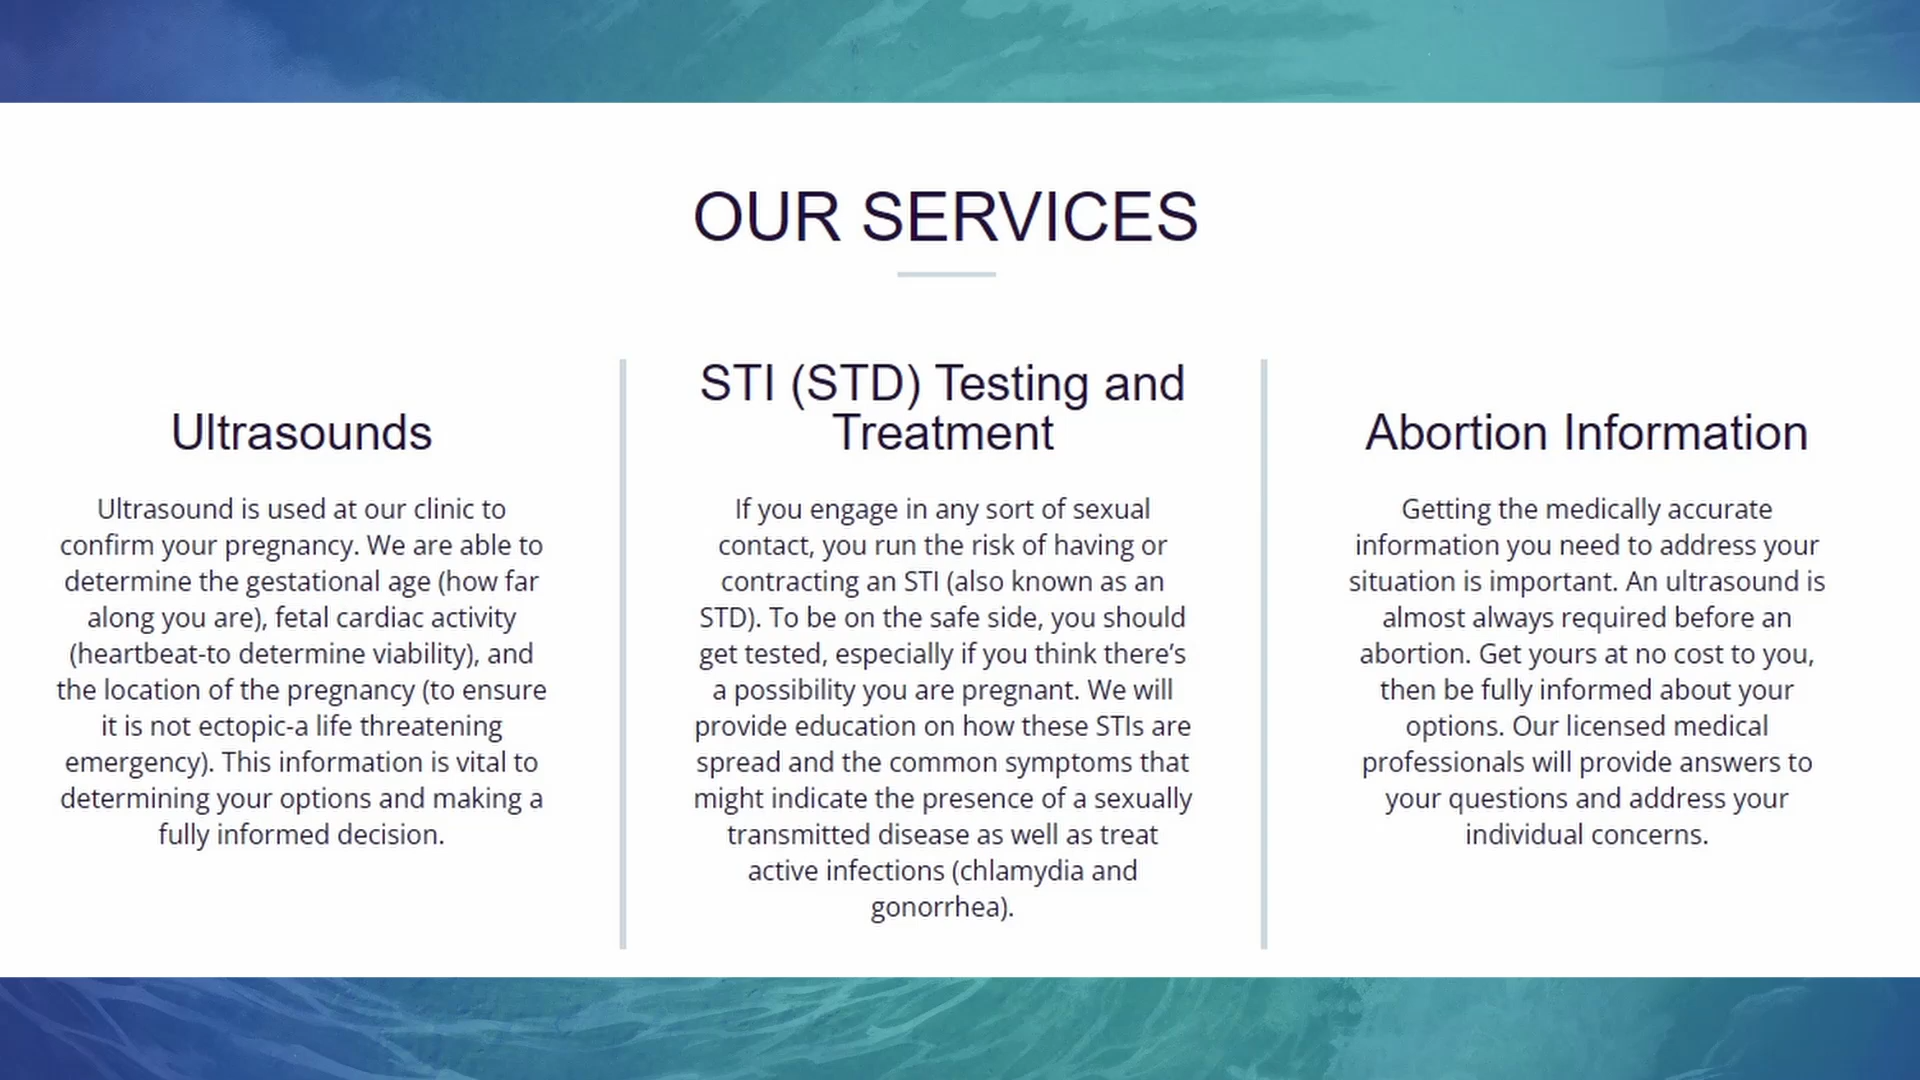 OUR SERVICES
Ultrasounds
Ultrasound is used at our clinic to
confirm your pregnancy. We are able to
determine the gestational age (how far
along you are), fetal cardiac activity
(heartbeat-to determine viability), and
the location of the pregnancy (to ensure
it is not ectopic-a life threatening
emergency). This information is vital to
determining your options and making a
fully informed decision.
STI (STD) Testing and
Treatment
If you engage in any sort of sexual
contact, you run the risk of having or
contracting an STI (also known as an
STD). To be on the safe side, you should
get tested, especially if you think there’s
a possibility you are pregnant. We will
provide education on how these STIs are
spread and the common symptoms that
might indicate the presence of a sexually
transmitted disease as well as treat
active infections (chlamydia and
gonorrhea).
Abortion Information
Getting the medically accurate
information you need to address your
situation is important. An ultrasound is
almost always required before an
abortion. Get yours at no cost to you,
then be fully informed about your
options. Our licensed medical
professionals will provide answers to
your questions and address your
individual concerns.